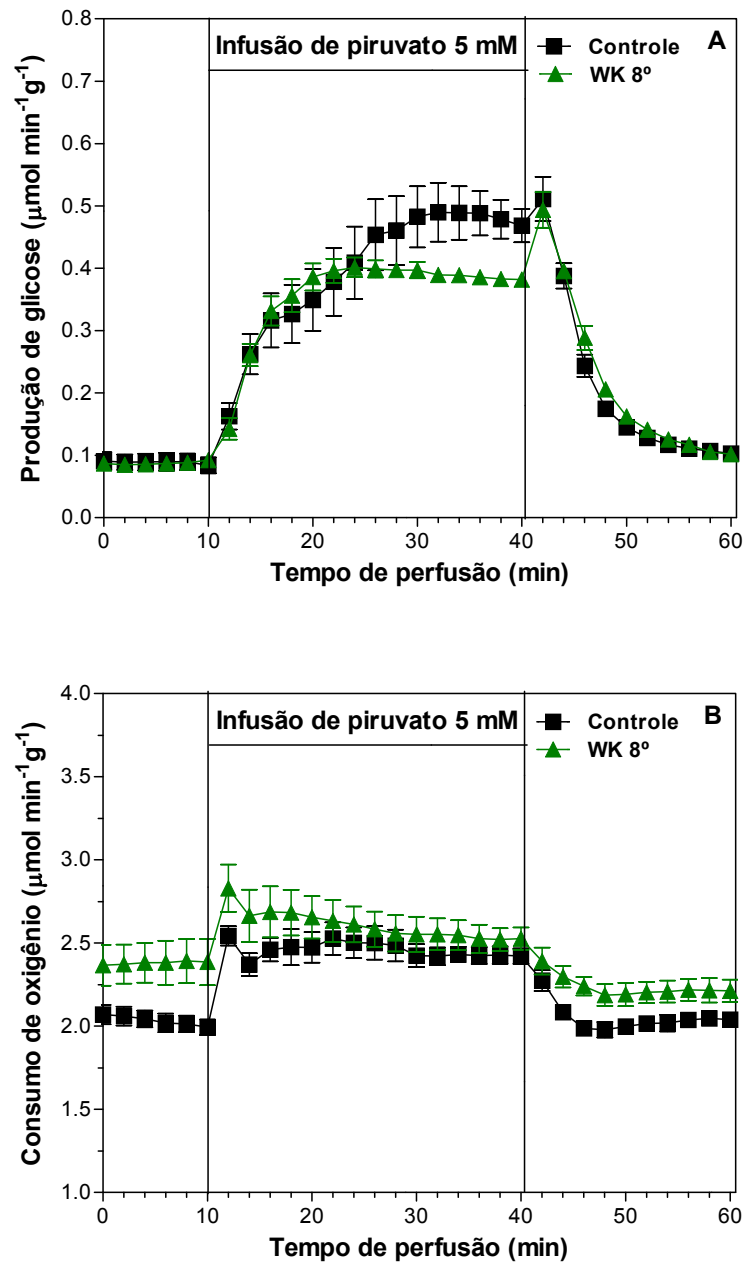 Infusão de piruvato 5 mM
Controle
WK 8º
A
Produção de glicose (μmol min⁻¹g⁻¹)
0.8
0.7
0.6
0.5
0.4
0.3
0.2
0.1
0.0
0 10 20 30 40 50 60
Tempo de perfusão (min)
Infusão de piruvato 5 mM
Controle
WK 8º
B
Consumo de oxigênio (μmol min⁻¹g⁻¹)
4.0
3.5
3.0
2.5
2.0
1.5
1.0
0 10 20 30 40 50 60
Tempo de perfusão (min)